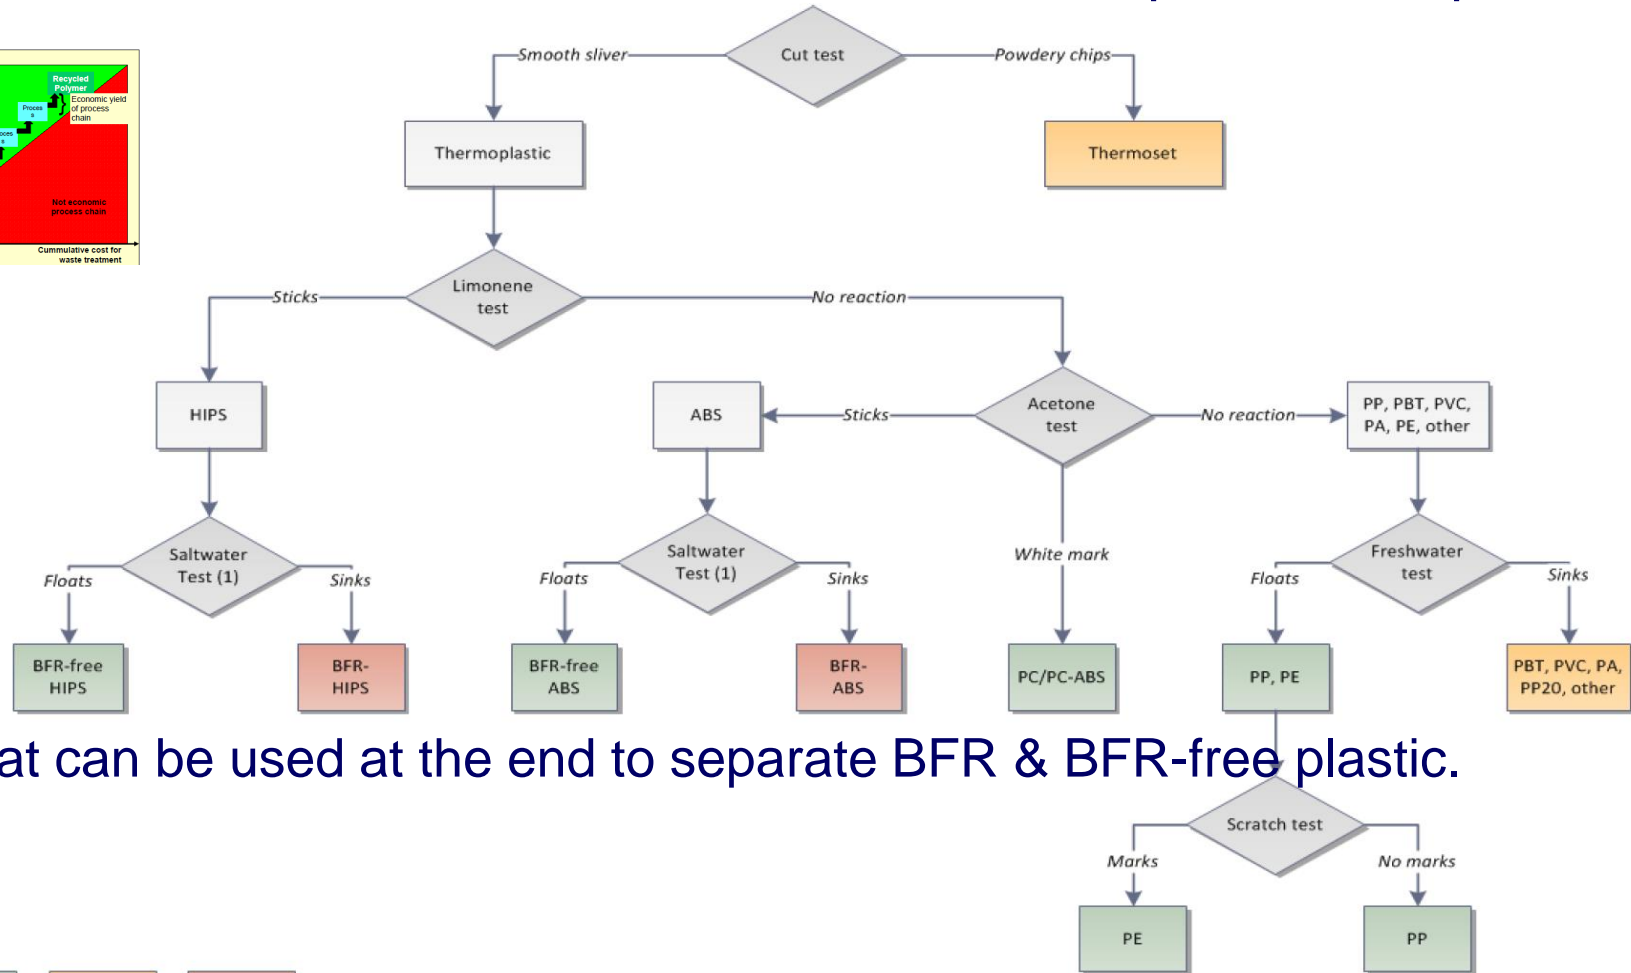 Cut test
Smooth sliver
Powdery chips
Recycled
Polymer
Economic yield
of process
chain
Proces
s
oces
s
Not economic
process chain
Cummulative cost for
waste treatment
Thermoplastic
Thermoset
Limonene
test
Sticks
No reaction
HIPS
ABS
Sticks
Acetone
test
No reaction
PP, PBT, PVC,
PA, PE, other
Saltwater
Test (1)
Floats
Sinks
Saltwater
Test (1)
Floats
Sinks
White mark
Freshwater
test
Floats
Sinks
BFR-free
HIPS
BFR-
HIPS
BFR-free
ABS
BFR-
ABS
PC/PC-ABS
PP, PE
PBT, PVC, PA,
PP20, other
at can be used at the end to separate BFR & BFR-free plastic.
Scratch test
Marks
No marks
PE
PP